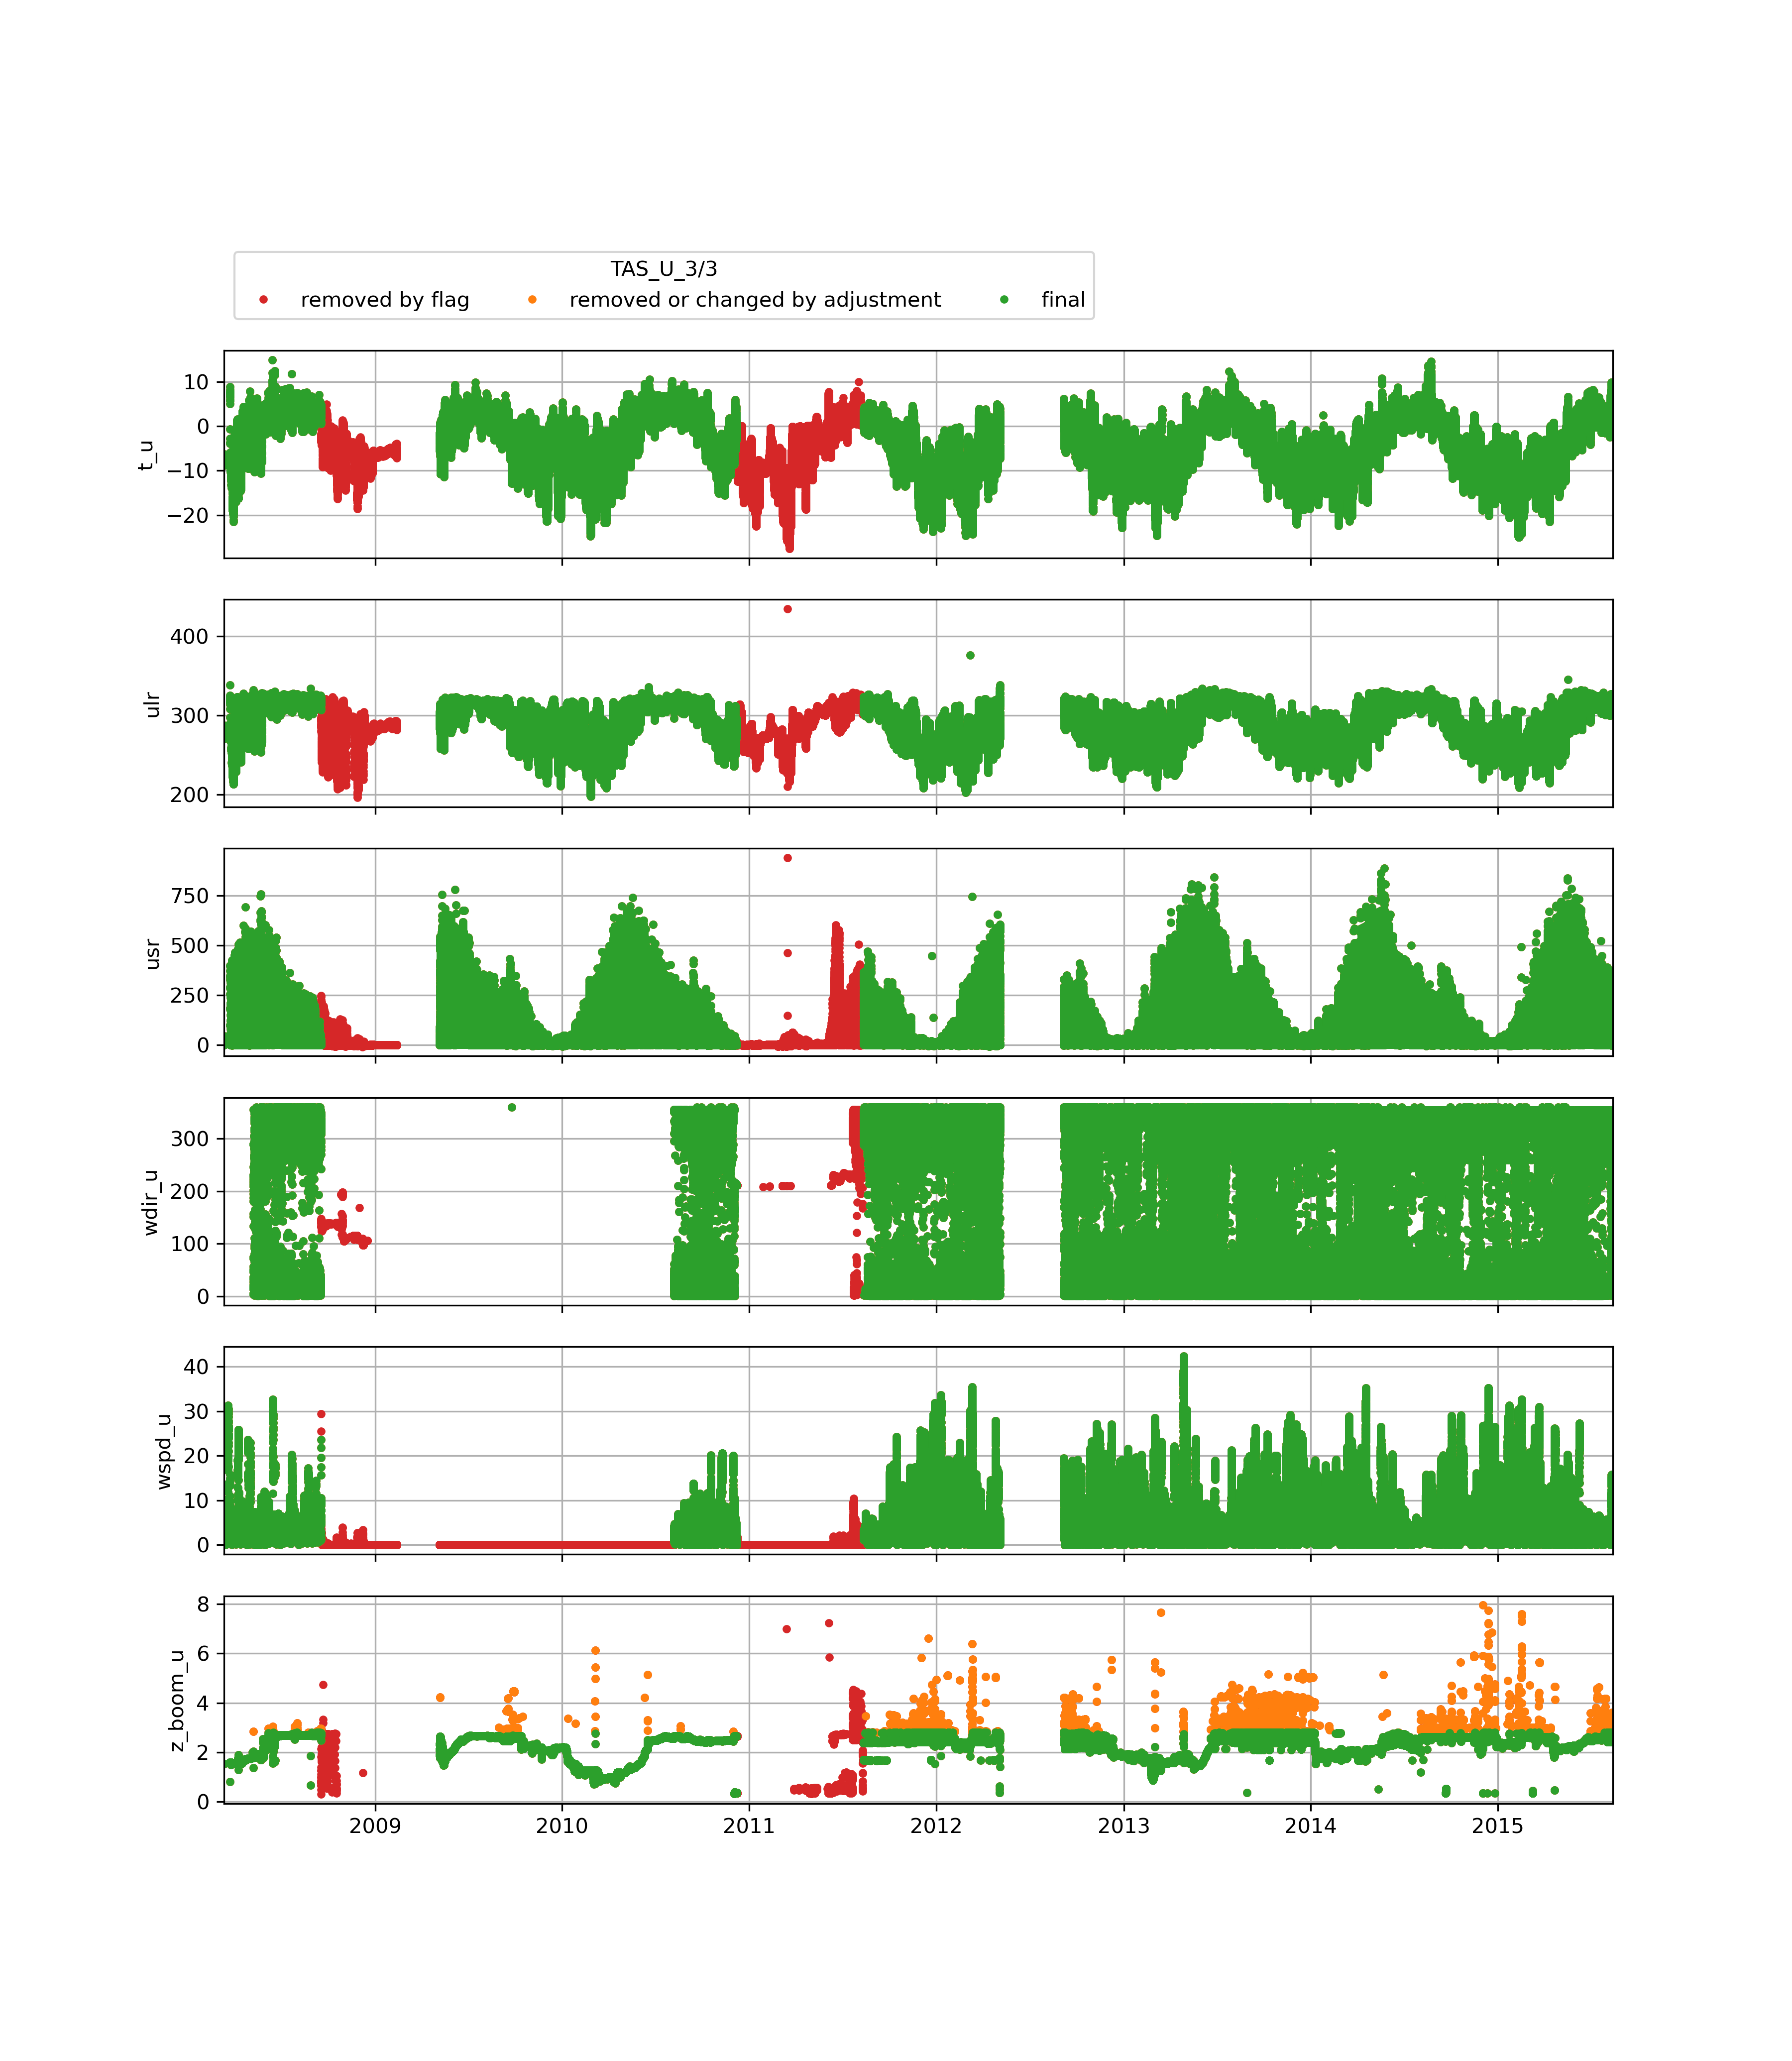 TAS_U_3/3
removed by flag removed or changed by adjustment final
10
0
−10
−20
t_u
400
300
200
ulr
750
500
250
0
usr
300
200
100
0
wdir_u
40
30
20
10
0
wspd_u
8
6
4
2
0
z_boom_u
2009 2010 2011 2012 2013 2014 2015